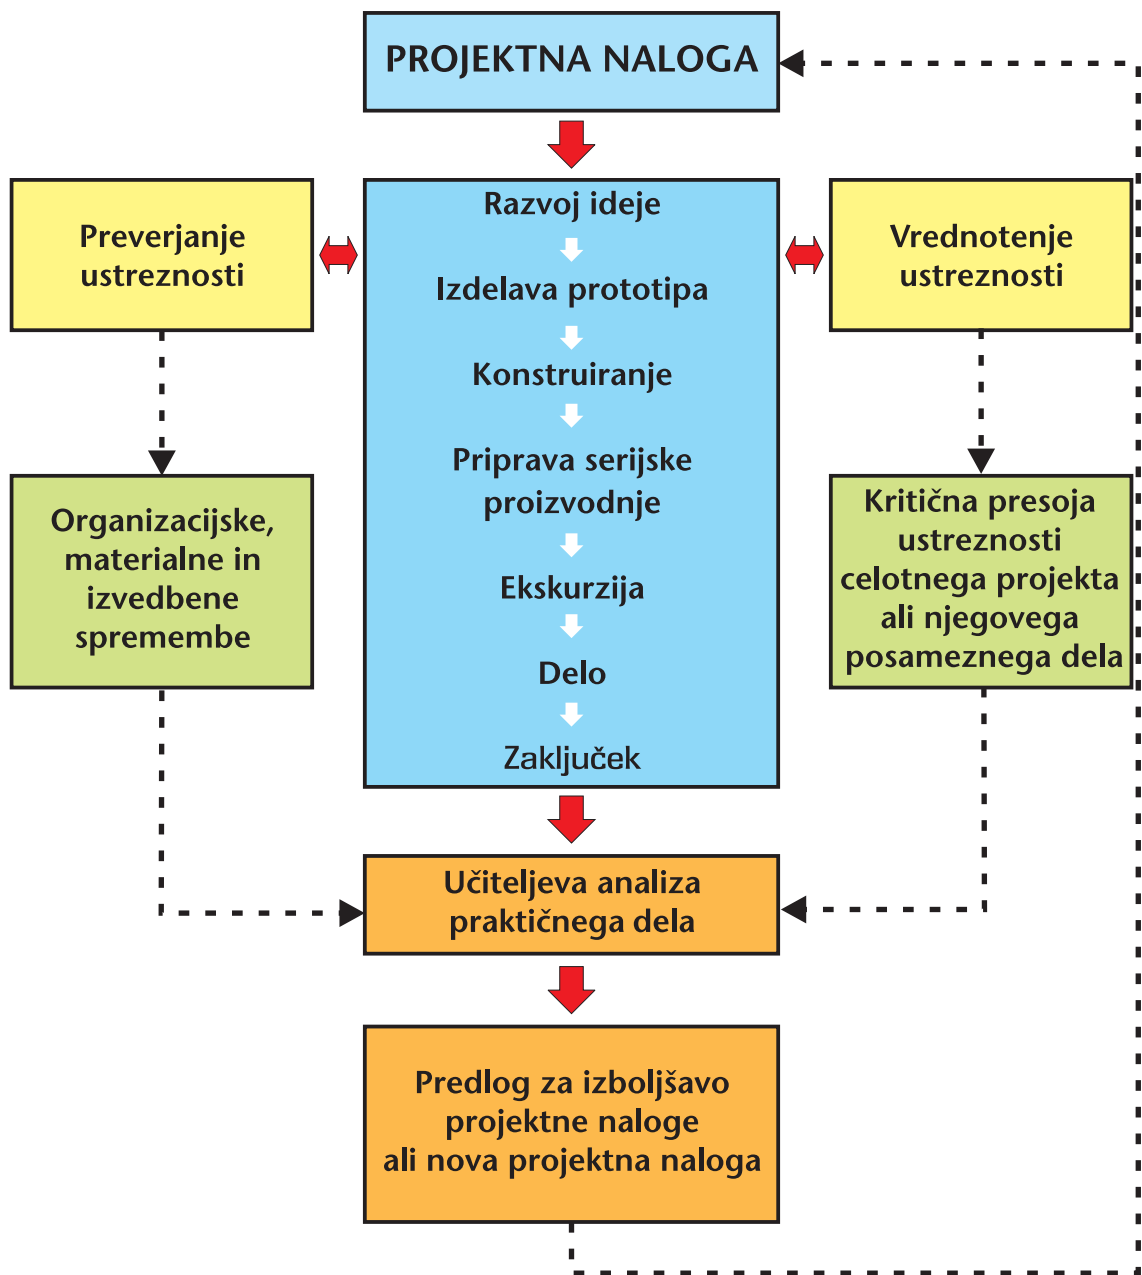 PROJEKTNA NALOGA
Preverjanje
ustreznosti
Razvoj ideje
Izdelava prototipa
Konstruiranje
Priprava serijske
proizvodnje
Ekskurzija
Delo
Zaključek
Vrednotenje
ustreznosti
Organizacijske,
materialne in
izvedbene
spremembe
Kritična presoja
ustreznosti
celotnega projekta
ali njegovega
posameznega dela
Učiteljeva analiza
praktičnega dela
Predlog za izboljšavo
projektne naloge
ali nova projektna naloga